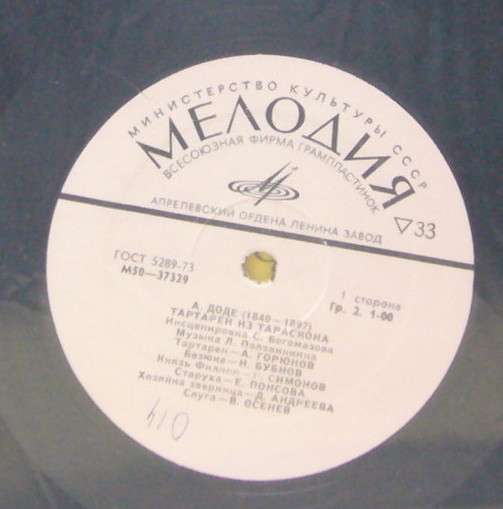 МИНИСТЕРСТВО КУЛЬТУРЫ СССР
МЕЛОДИЯ
ВСЕСОЮЗНАЯ ФИРМА ГРАМПЛАСТИНОК
АПРЕЛЕВСКИЙ ОРДЕНА ЛЕНИНА ЗАВОД
▽33
ГОСТ 5289-73
М50—37329
1 сторона
Гр. 2. 1-00
А. ДОДЕ (1840—1897)
ТАРТАРЕН ИЗ ТАРАСКОНА
Инсценировка С. Богомазова
Музыка Л. Половинкина
Тартарен—А. ГОРЮНОВ
Безюке—Н. БУБНОВ
Князь Филипп— СИМОНОВ
Старуха—Е. ПОНСОВА
Хозяйка зверинца—Д. АНДРЕЕВА
Слуга—В. ОСЕНЕВ